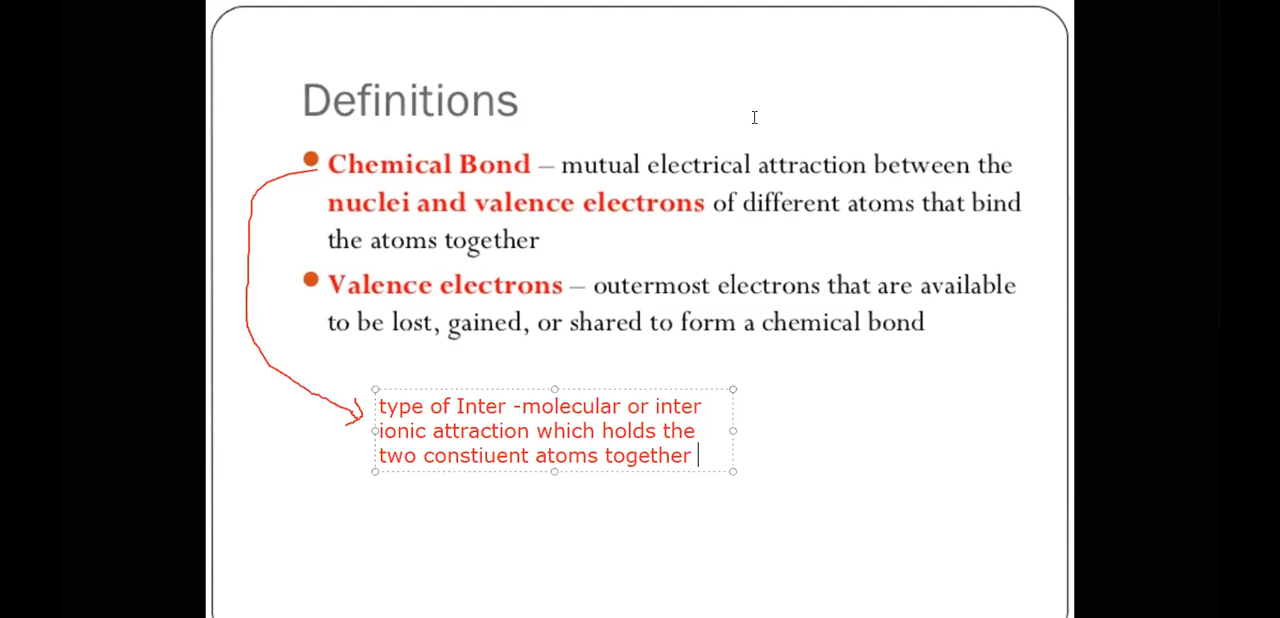 Definitions
Chemical Bond – mutual electrical attraction between the
nuclei and valence electrons of different atoms that bind
the atoms together
Valence electrons – outermost electrons that are available
to be lost, gained, or shared to form a chemical bond
type of Inter -molecular or inter
ionic attraction which holds the
two constiuent atoms together